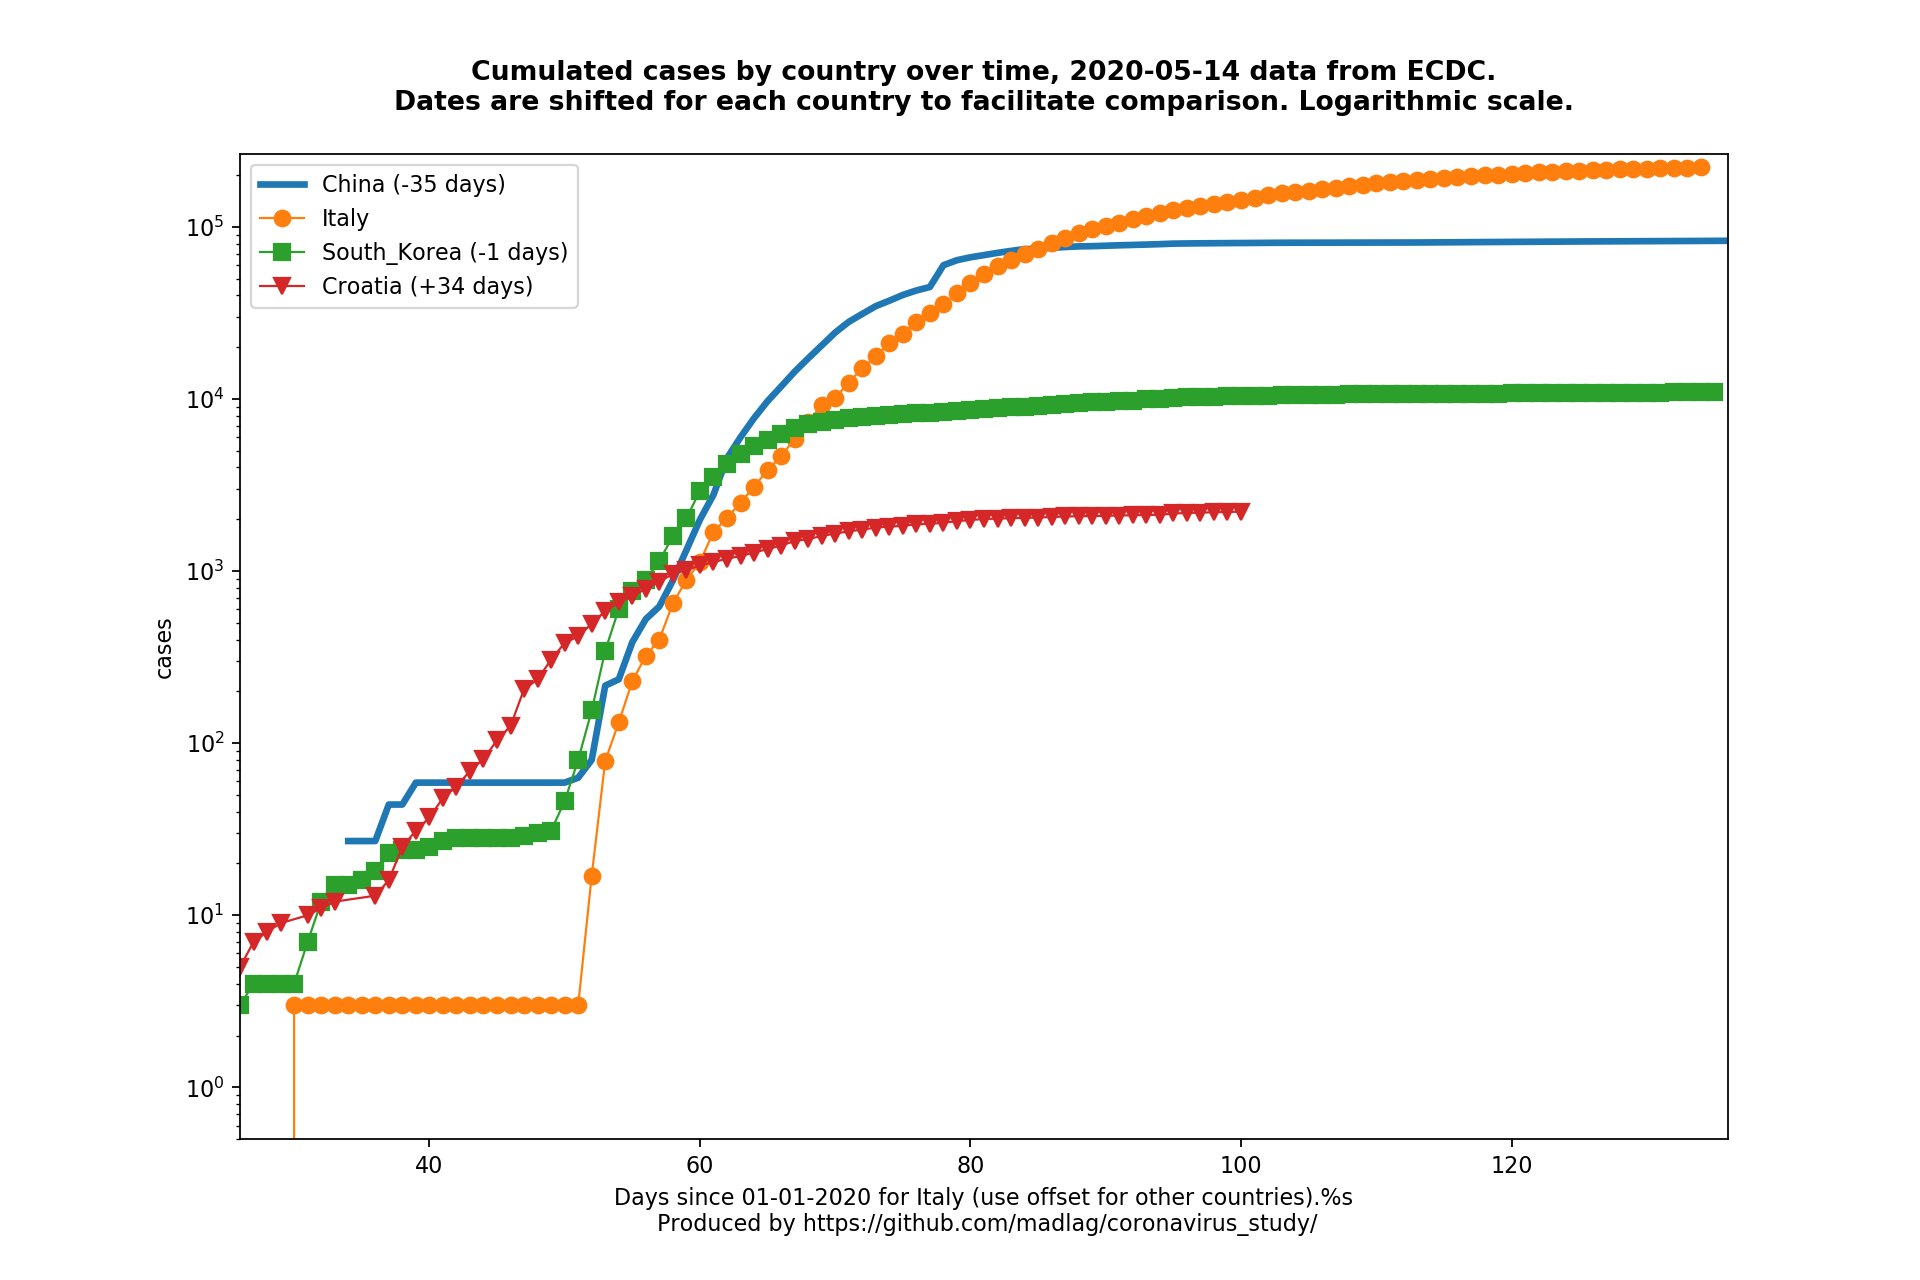 Cumulated cases by country over time, 2020-05-14 data from ECDC.
Dates are shifted for each country to facilitate comparison. Logarithmic scale.
China (-35 days)
Italy
South_Korea (-1 days)
Croatia (+34 days)
10^5
10^4
10^3
10^2
10^1
10^0
cases
40 60 80 100 120
Days since 01-01-2020 for Italy (use offset for other countries).%s
Produced by https://github.com/madlag/coronavirus_study/